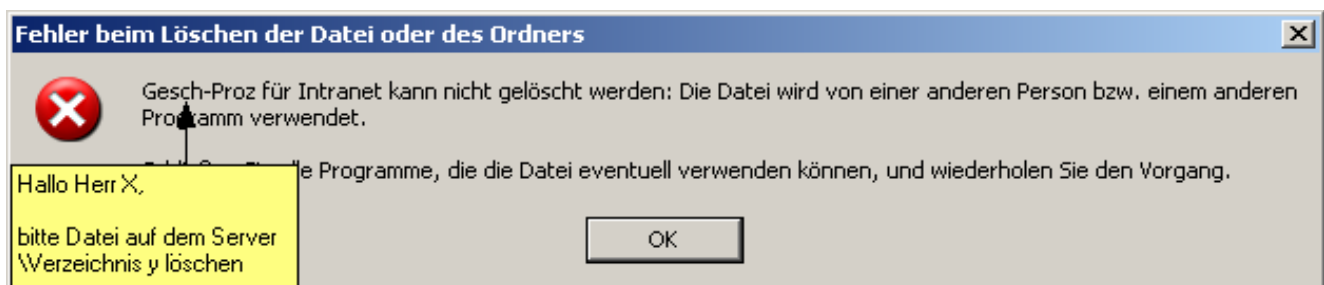 Fehler beim Löschen der Datei oder des Ordners
Gesch-Proz für Intranet kann nicht gelöscht werden: Die Datei wird von einer anderen Person bzw. einem anderen
Programm verwendet.
le Programme, die die Datei eventuell verwenden können, und wiederholen Sie den Vorgang.
Hallo Herr X,
bitte Datei auf dem Server
\Verzeichnis y löschen
OK